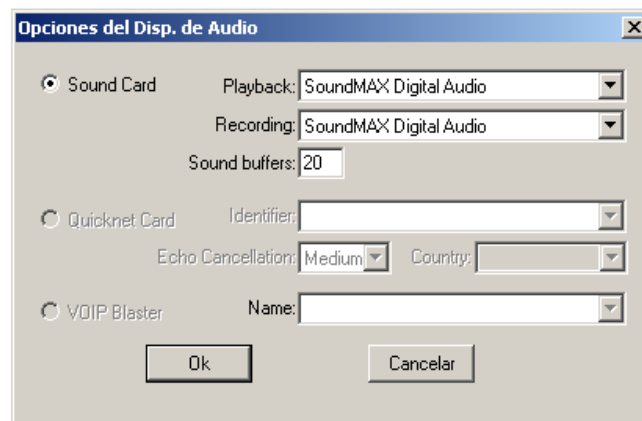 Opciones del Disp. de Audio
Sound Card Playback: SoundMAX Digital Audio
Recording: SoundMAX Digital Audio
Sound buffers: 20
Quicknet Card Identifier:
Echo Cancellation: Medium Country:
VOIP Blaster Name:
Ok Cancelar